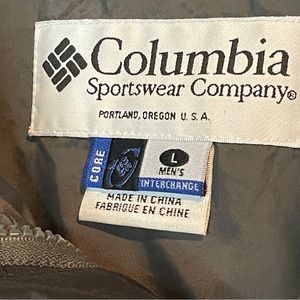 Columbia
Sportswear Company®
PORTLAND, OREGON U. S. A.
CORE
L
MEN'S
INTERCHANGE
MADE IN CHINA
FABRIQUE EN CHINE